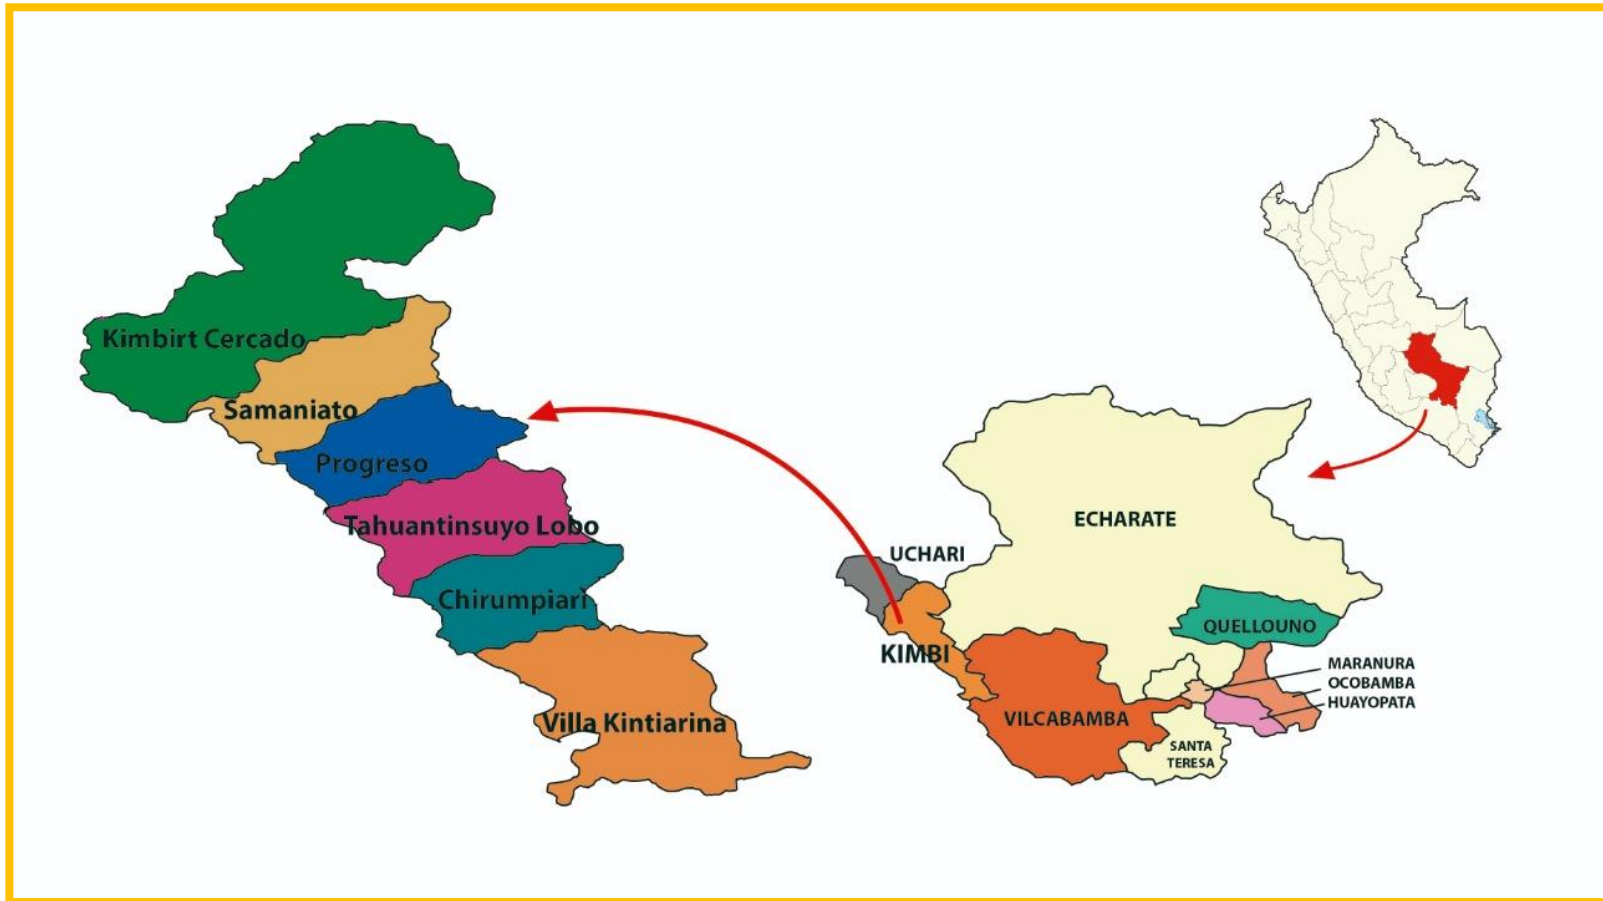 Kimbirt Cercado
Samaniato
Progreso
Tahuantinsuyo Lobo
Chirumpiari
Villa Kintiarina
ECHARATE
UCHARI
QUELLOUNO
KIMBI
MARANURA
OCOBAMBA
HUAYOPATA
VILCABAMBA
SANTA
TERESA